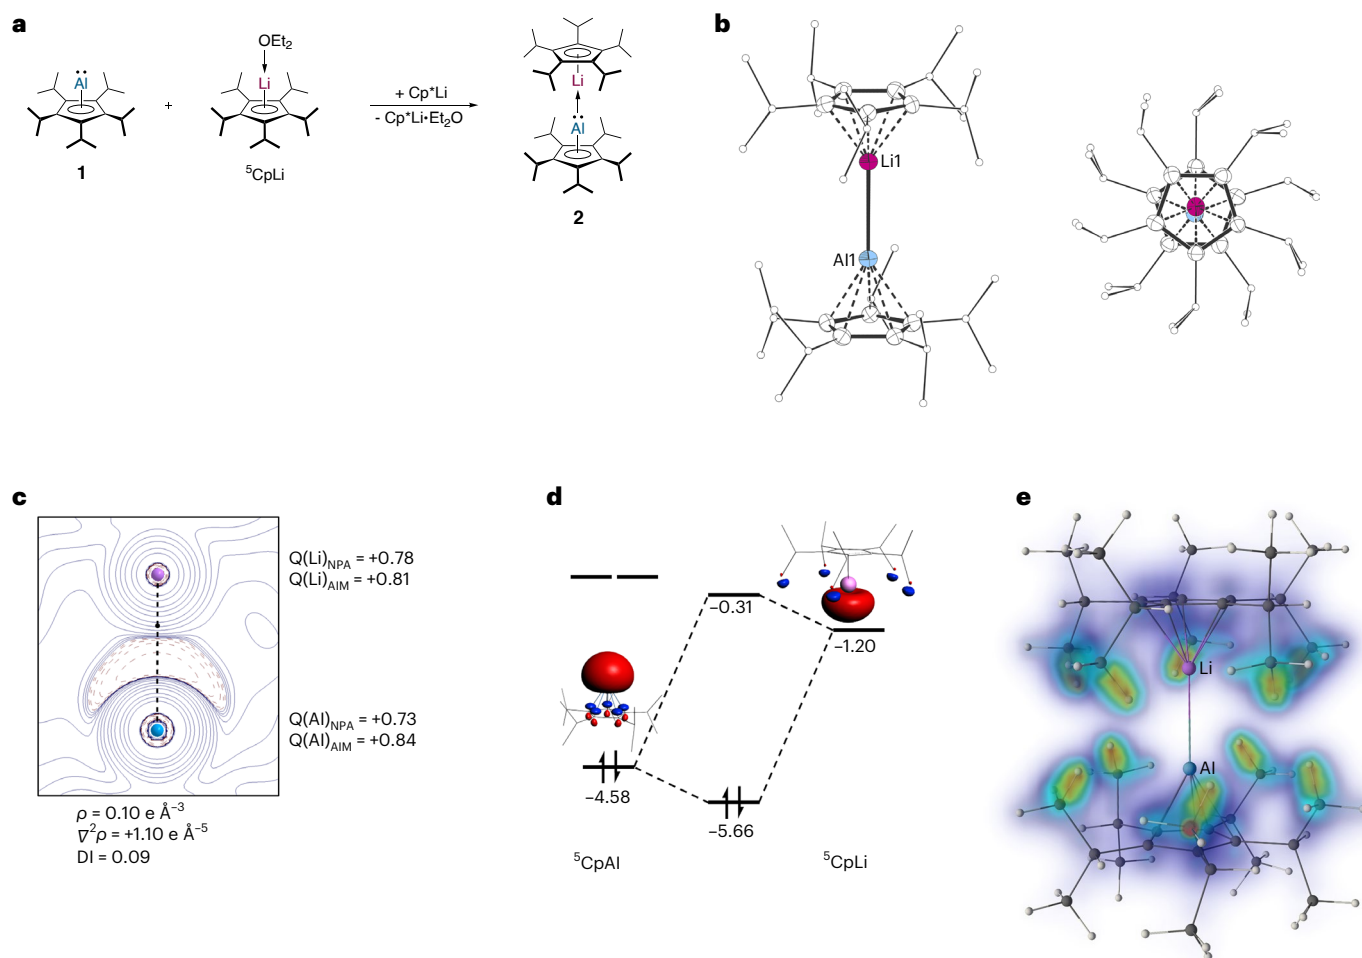 a
OEt₂
Al
Li
+
+ Cp*Li
- Cp*Li•Et₂O
Li
Al
1
⁵CpLi
2
b
Li1
Al1
c
Q(Li)NPA = +0.78
Q(Li)AIM = +0.81
Q(Al)NPA = +0.73
Q(Al)AIM = +0.84
ρ = 0.10 e Å⁻³
∇²ρ = +1.10 e Å⁻⁵
DI = 0.09
d
−0.31
−1.20
−4.58
−5.66
⁵CpAl
⁵CpLi
e
Li
Al